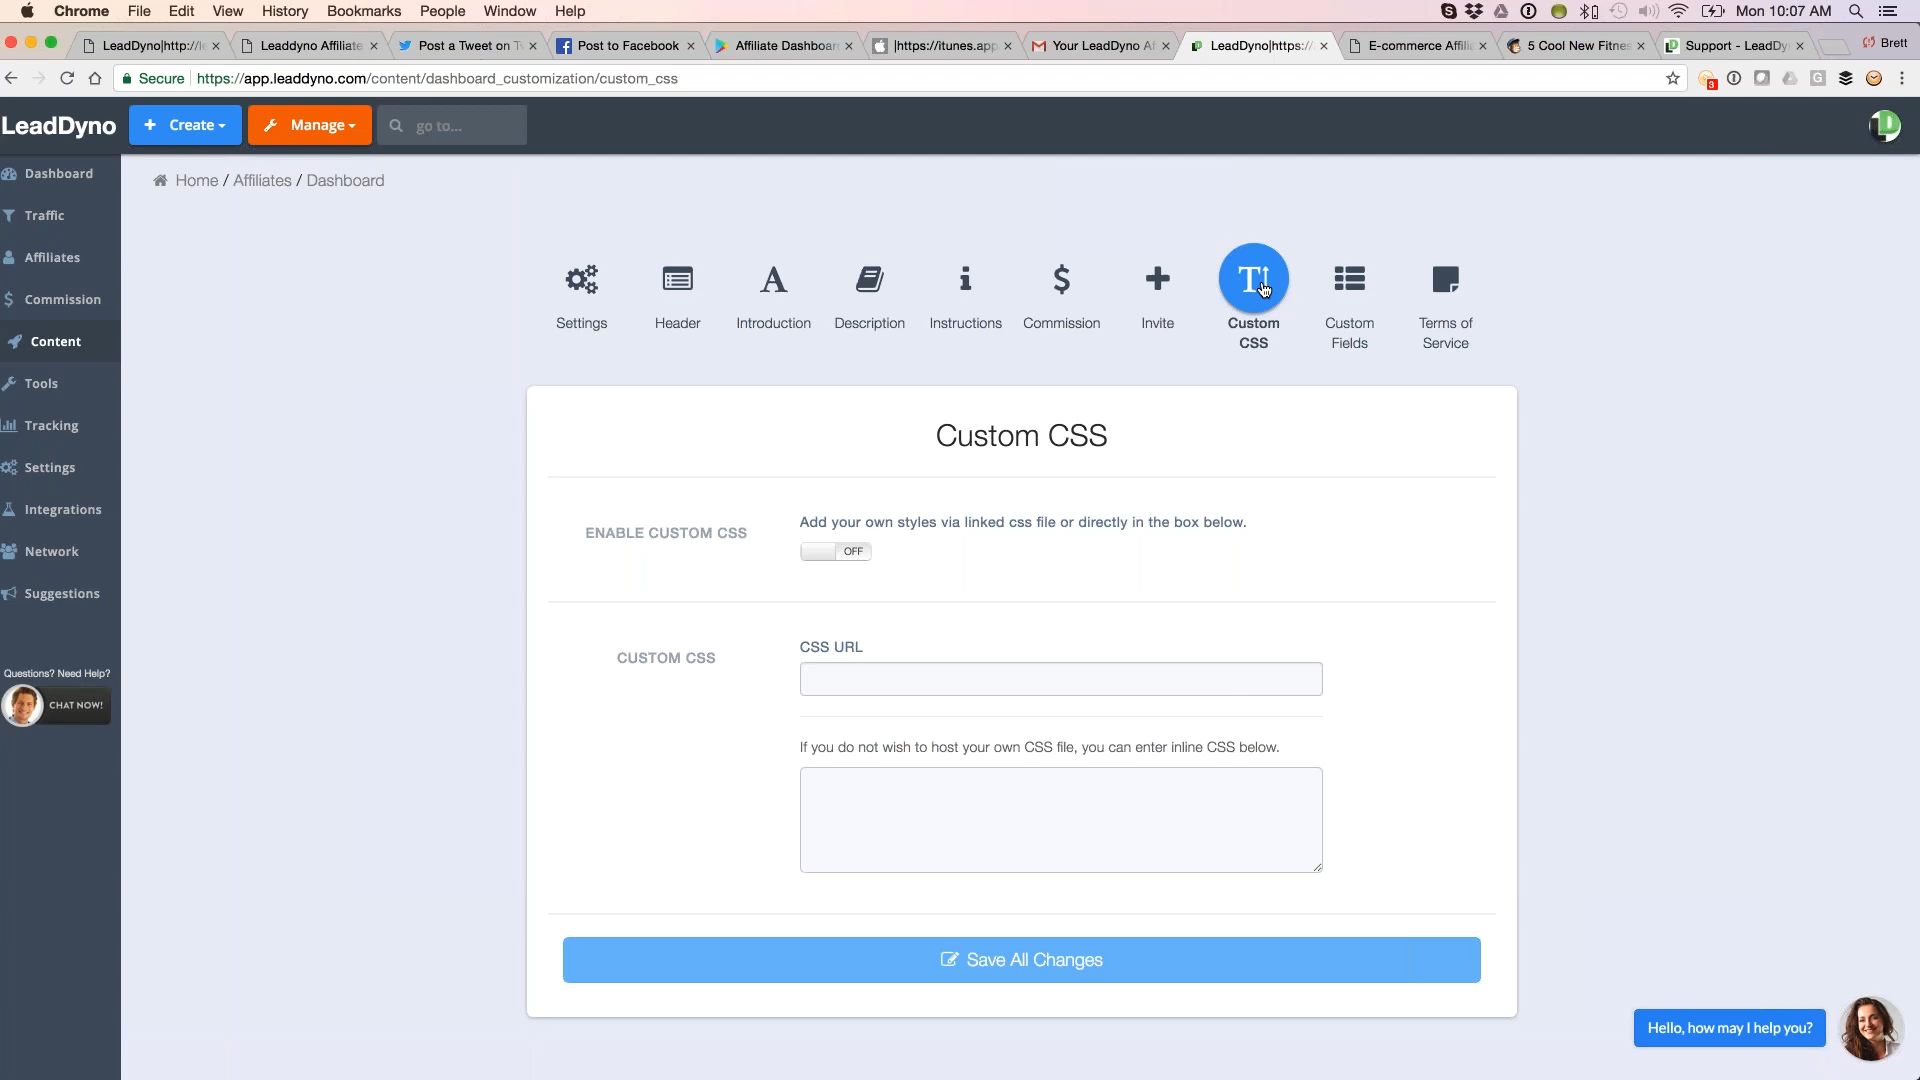 Chrome File Edit View History Bookmarks People Window Help Mon 10:07 AM
LeadDyno|http://l Leaddyno Affiliate Post a Tweet on T Post to Facebook Affiliate Dashboar |https://itunes.app Your LeadDyno Af LeadDyno|https:/ E-commerce Affilia 5 Cool New Fitnes Support - LeadDy Brett
Secure https://app.leaddyno.com/content/dashboard_customization/custom_css
3
LeadDyno Create Manage go to...
Dashboard
Traffic
Affiliates
Commission
Content
Tools
Tracking
Settings
Integrations
Network
Suggestions
Questions? Need Help?
CHAT NOW!
Home / Affiliates / Dashboard
Settings
Header
Introduction
Description
Instructions
Commission
Invite
Custom
CSS
Custom
Fields
Terms of
Service
Custom CSS
ENABLE CUSTOM CSS
Add your own styles via linked css file or directly in the box below.
OFF
CUSTOM CSS
CSS URL
If you do not wish to host your own CSS file, you can enter inline CSS below.
Save All Changes
Hello, how may I help you?